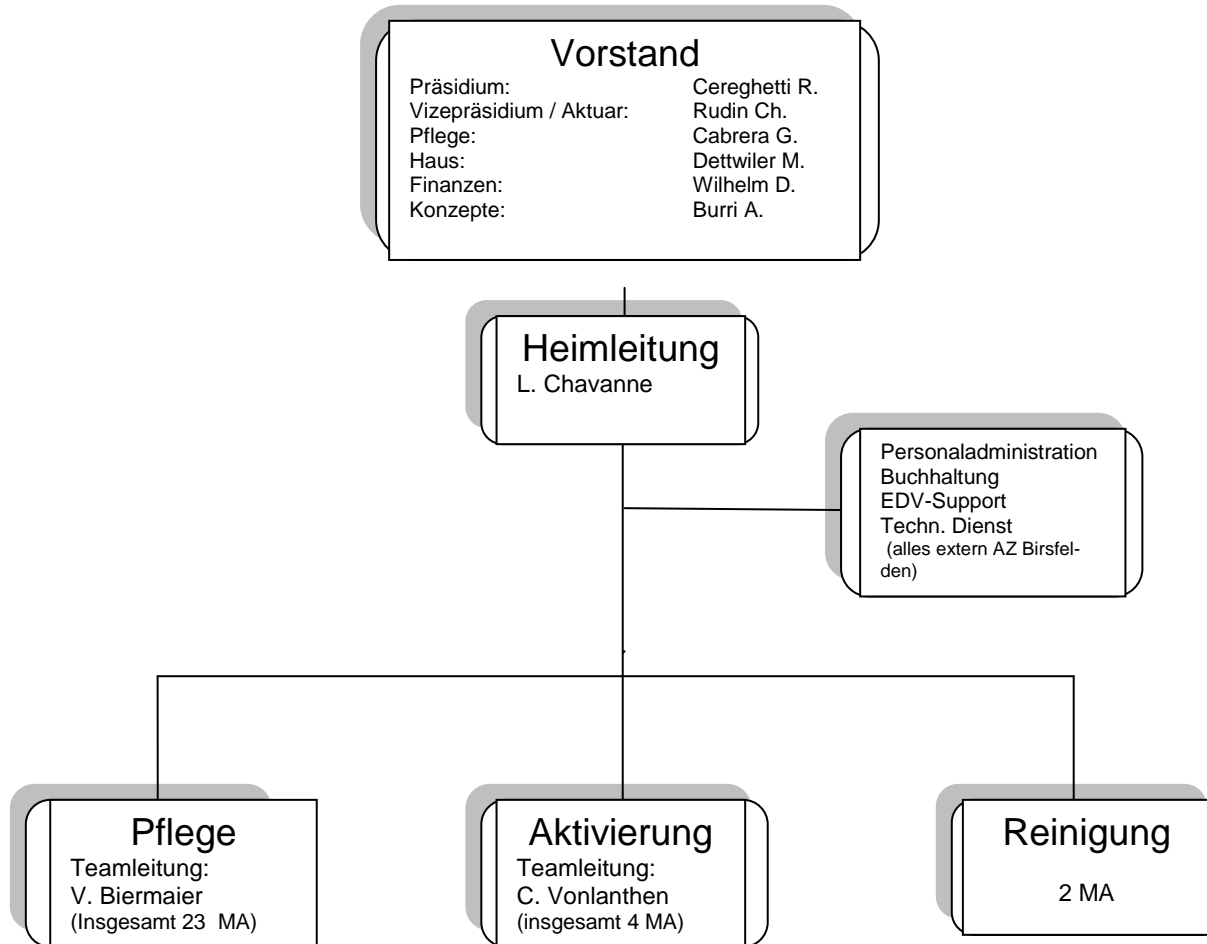 Vorstand
Präsidium: Cereghetti R.
Vizepräsidium / Aktuar: Rudin Ch.
Pflege: Cabrera G.
Haus: Dettwiler M.
Finanzen: Wilhelm D.
Konzepte: Burri A.
Heimleitung
L. Chavanne
Personaladministration
Buchhaltung
EDV-Support
Techn. Dienst
(alles extern AZ Birsfel-
den)
Pflege
Teamleitung:
V. Biermaier
(Insgesamt 23 MA)
Aktivierung
Teamleitung:
C. Vonlanthen
(insgesamt 4 MA)
Reinigung
2 MA